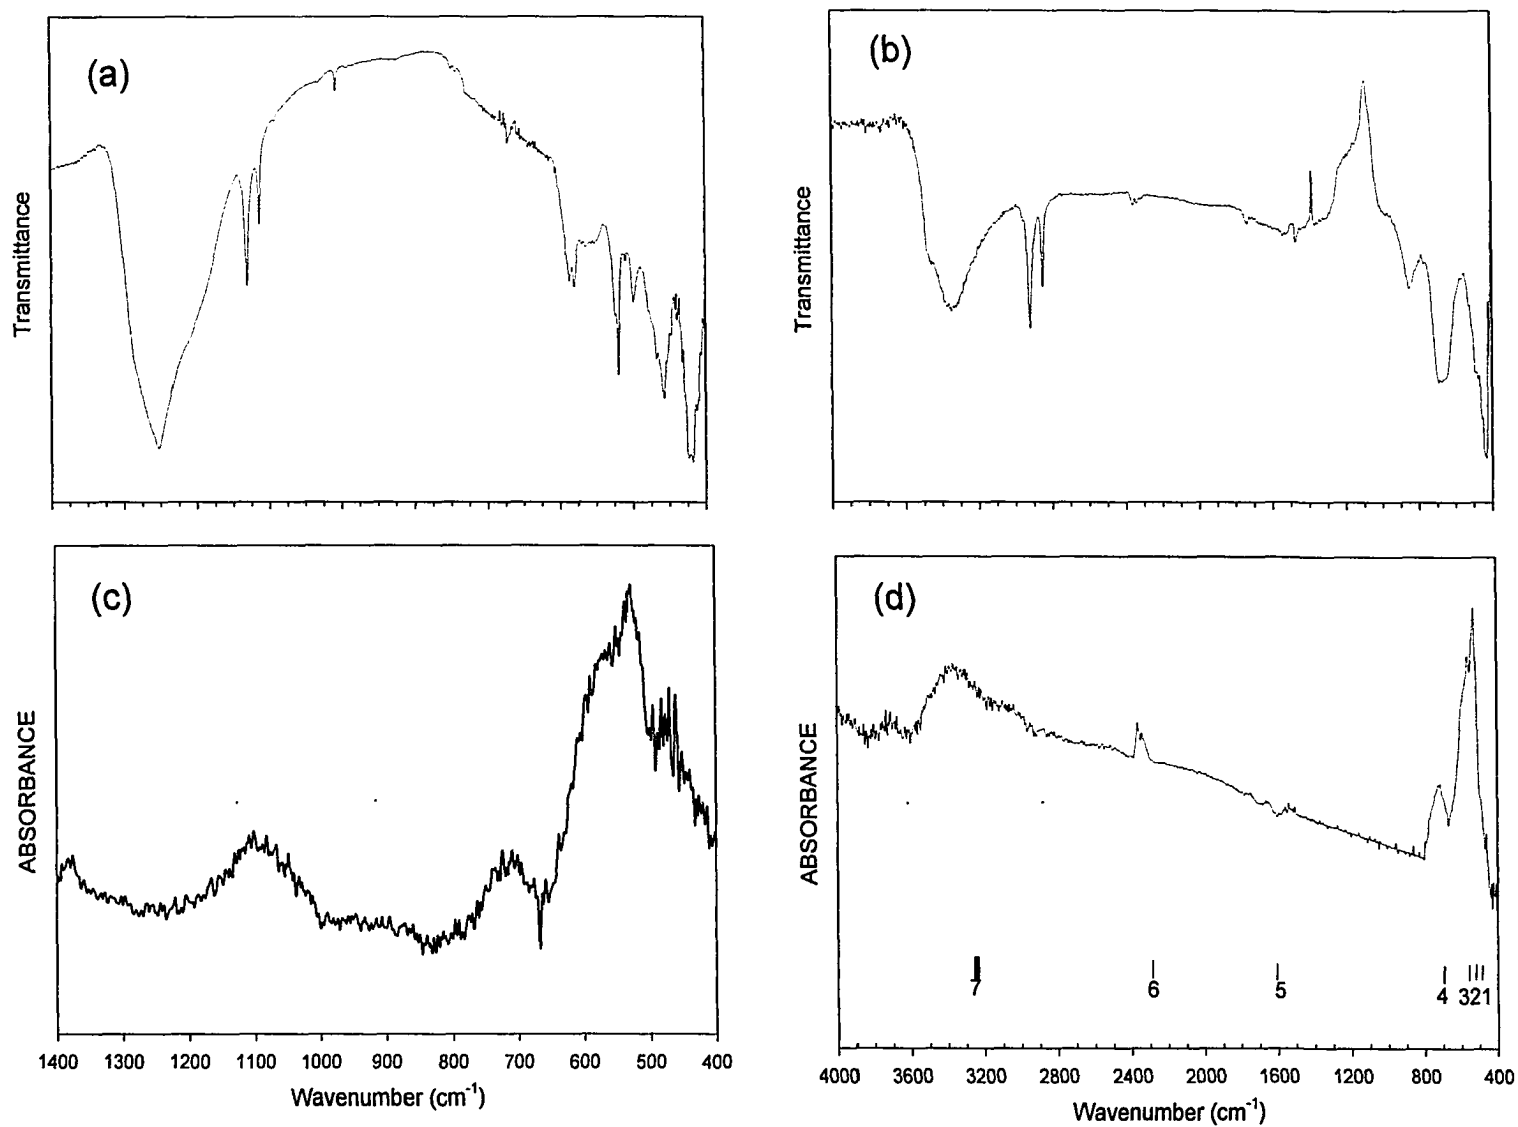 (a)
Transmittance
(b)
Transmittance
(c)
ABSORBANCE
1400 1300 1200 1100 1000 900 800 700 600 500 400
Wavenumber (cm-1)
(d)
ABSORBANCE
7 6 5 4 321
4000 3600 3200 2800 2400 2000 1600 1200 800 400
Wavenumber (cm-1)